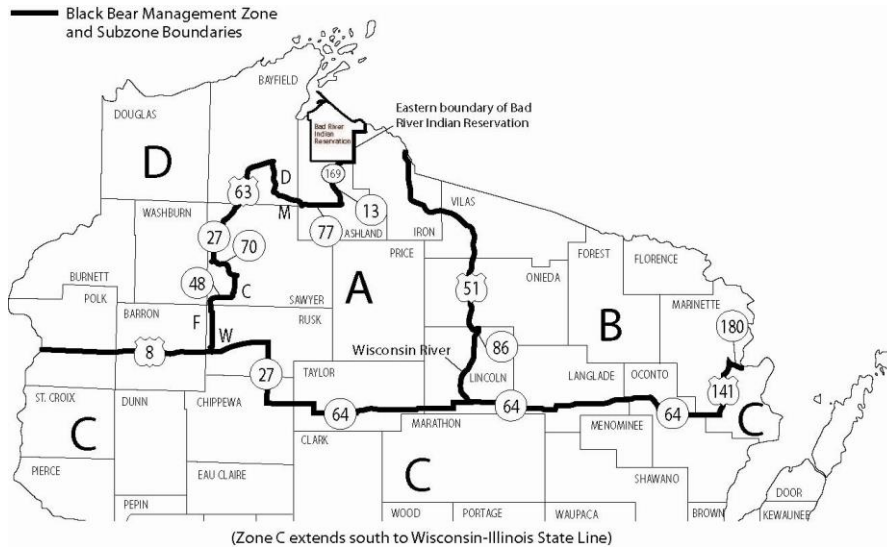 Black Bear Management Zone
and Subzone Boundaries
BAYFIELD
Eastern boundary of Bad
River Indian Reservation
DOUGLAS
Bad River
Indian
Reservation
D
63
D
169
M
13
77
ASHLAND
VILAS
IRON
WASHBURN
27
70
PRICE
FOREST
FLORENCE
BURNETT
48
C
A
51
ONIEDA
POLK
SAWYER
MARINETTE
BARRON
F
RUSK
B
180
8
W
Wisconsin River
86
27
TAYLOR
LINCOLN
LANGLADE
OCONTO
141
ST. CROIX
DUNN
CHIPPEWA
64
64
64
C
C
CLARK
MARATHON
MENOMINEE
PIERCE
EAU CLAIRE
C
SHAWANO
DOOR
PEPIN
WOOD
PORTAGE
WAUPACA
BROWN
KEWAUNEE
(Zone C extends south to Wisconsin-Illinois State Line)